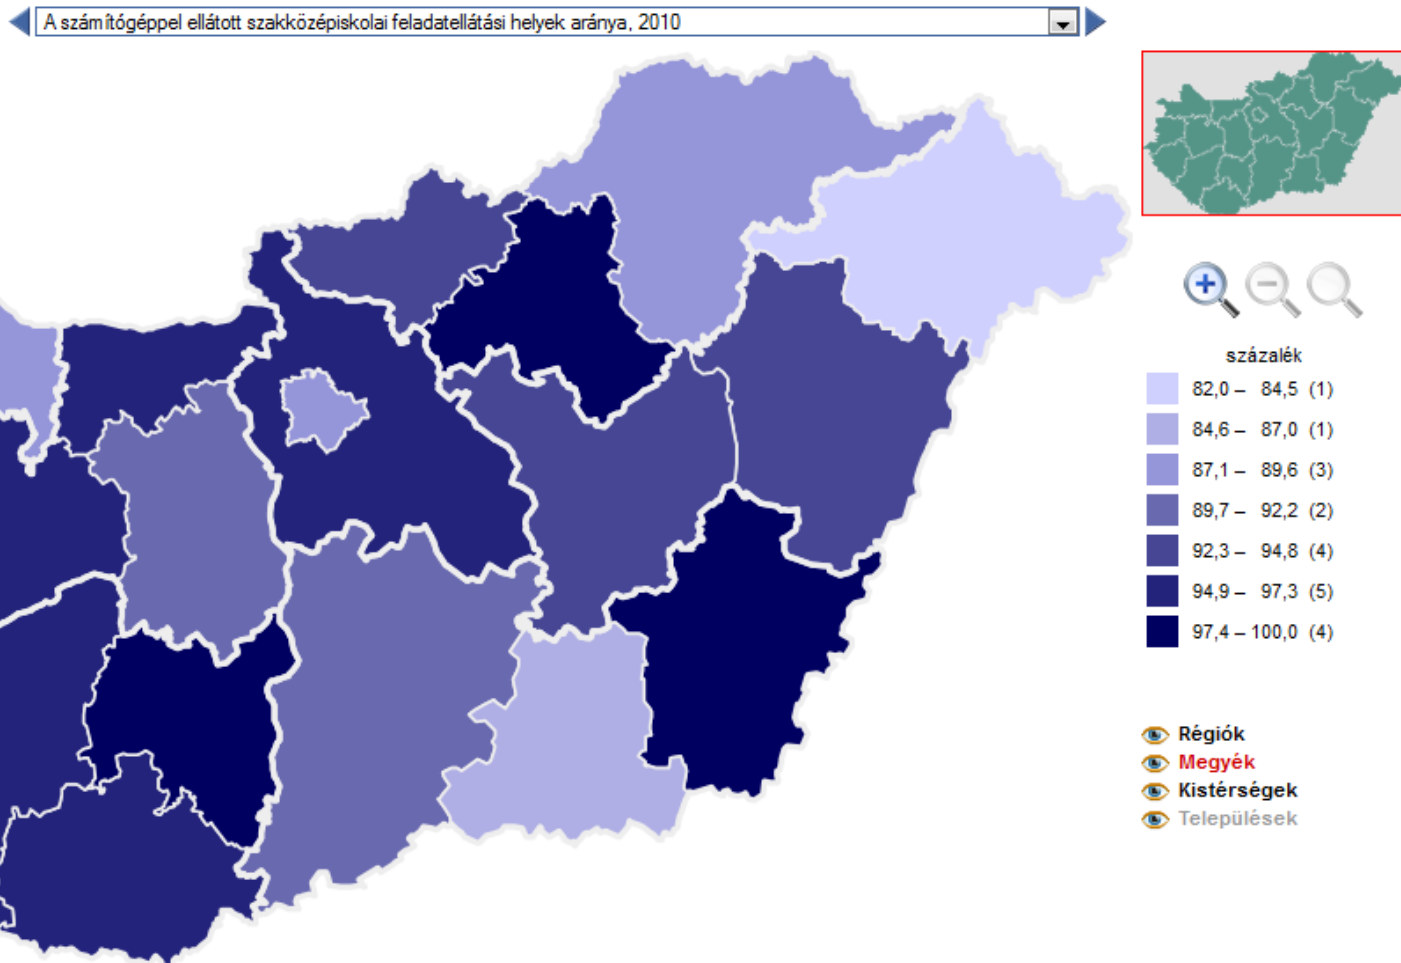 A számítógéppel ellátott szakközépiskolai feladatellátási helyek aránya, 2010
százalék
82,0 – 84,5 (1)
84,6 – 87,0 (1)
87,1 – 89,6 (3)
89,7 – 92,2 (2)
92,3 – 94,8 (4)
94,9 – 97,3 (5)
97,4 – 100,0 (4)
Régiók
Megyék
Kistérségek
Települések